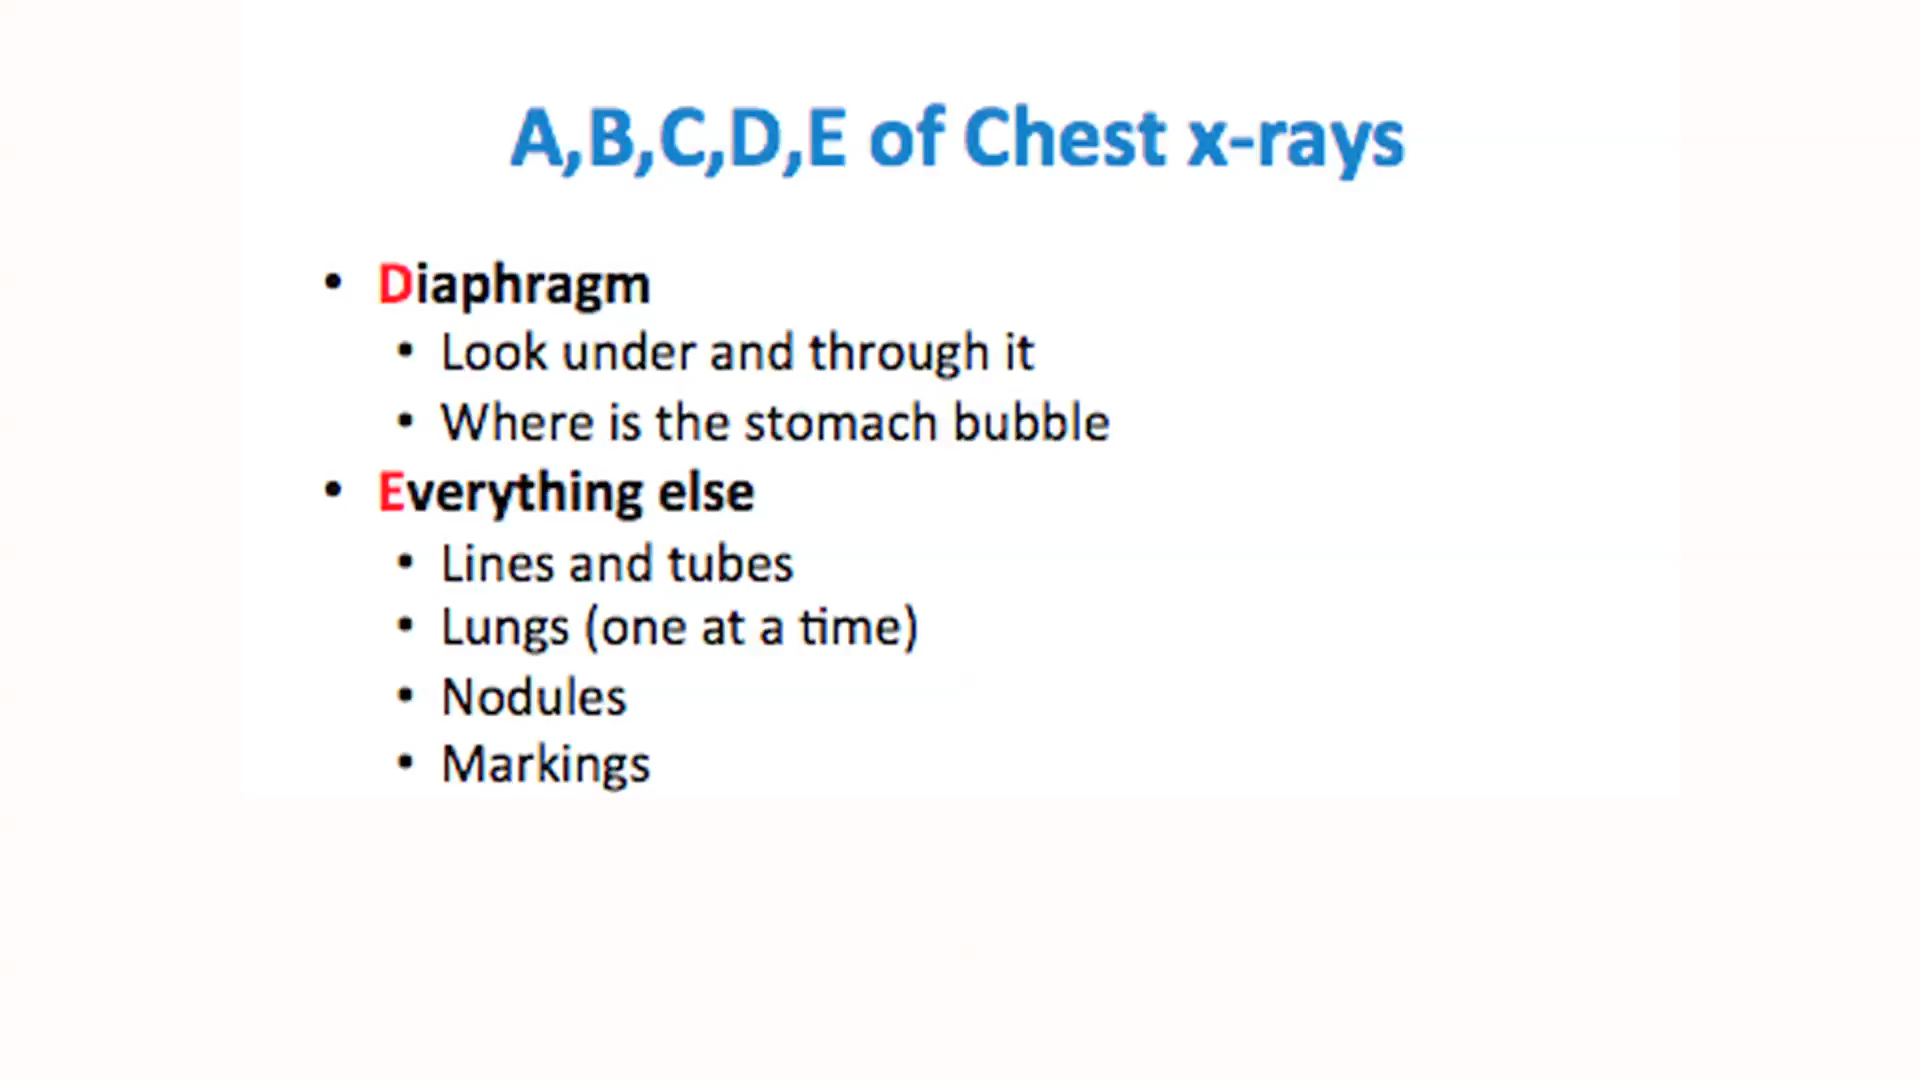 A,B,C,D,E of Chest x-rays
• Diaphragm
• Look under and through it
• Where is the stomach bubble
• Everything else
• Lines and tubes
• Lungs (one at a time)
• Nodules
• Markings